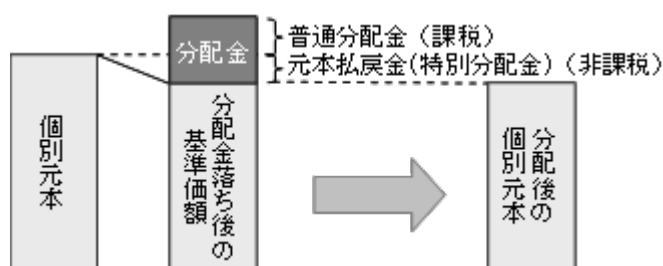 分配金
普通分配金（課税）
元本払戻金(特別分配金)（非課税）
個別元本
分配金落ち後の
基準価額
分配後の
個別元本